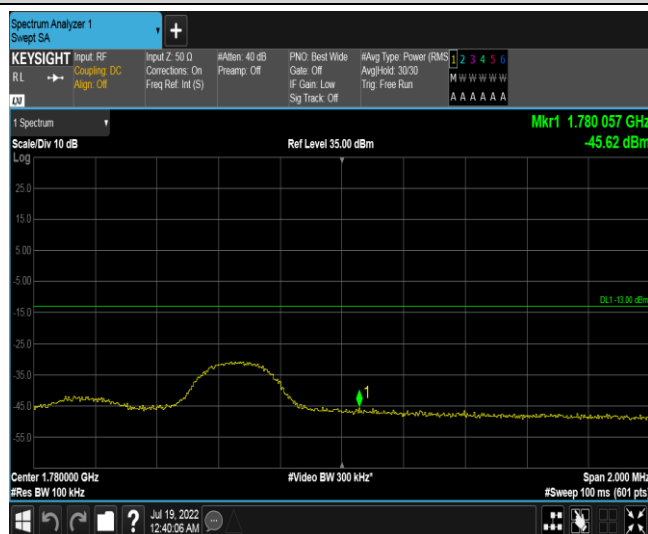 Spectrum Analyzer 1
Swept SA
+
KEYSIGHT Input: RF Input Z: 50 Ω #Atten: 40 dB PNO: Best Wide #Avg Type: Power (RMS 1 2 3 4 5 6
RL Coupling: DC Corrections: On Preamp: Off Gate: Off Avg|Hold: 30/30 M W W W W W
Align: Off Freq Ref: Int (S) IF Gain: Low Trig: Free Run
LXI Sig Track: Off A A A A A A
1 Spectrum Mkr1 1.780 057 GHz
Scale/Div 10 dB Ref Level 35.00 dBm -45.62 dBm
Log
25.0
15.0
5.00
-5.00
DL1 -13.00 dBm
-15.0
-25.0
-35.0
1
-45.0
-55.0
Center 1.780000 GHz #Video BW 300 kHz* Span 2.000 MHz
#Res BW 100 kHz #Sweep 100 ms (601 pts)
? Jul 19, 2022
12:40:06 AM